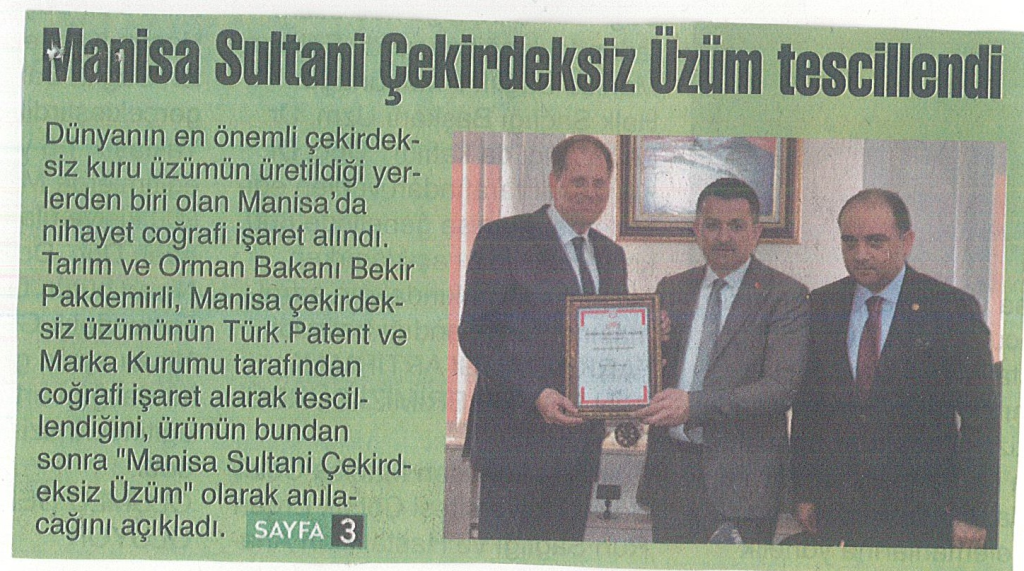 Manisa Sultani Çekirdeksiz Üzüm tescillendi
Dünyanın en önemli çekirdek-
siz kuru üzümün üretildiği yer-
lerden biri olan Manisa'da
nihayet coğrafi işaret alındı.
Tarım ve Orman Bakanı Bekir
Pakdemirli, Manisa çekirdek-
siz üzümünün Türk Patent ve
Marka Kurumu tarafından
coğrafi işaret alarak tescil-
lendiğini, ürünün bundan
sonra "Manisa Sultani Çekird-
eksiz Üzüm" olarak anıla-
cağını açıkladı.
SAYFA 3